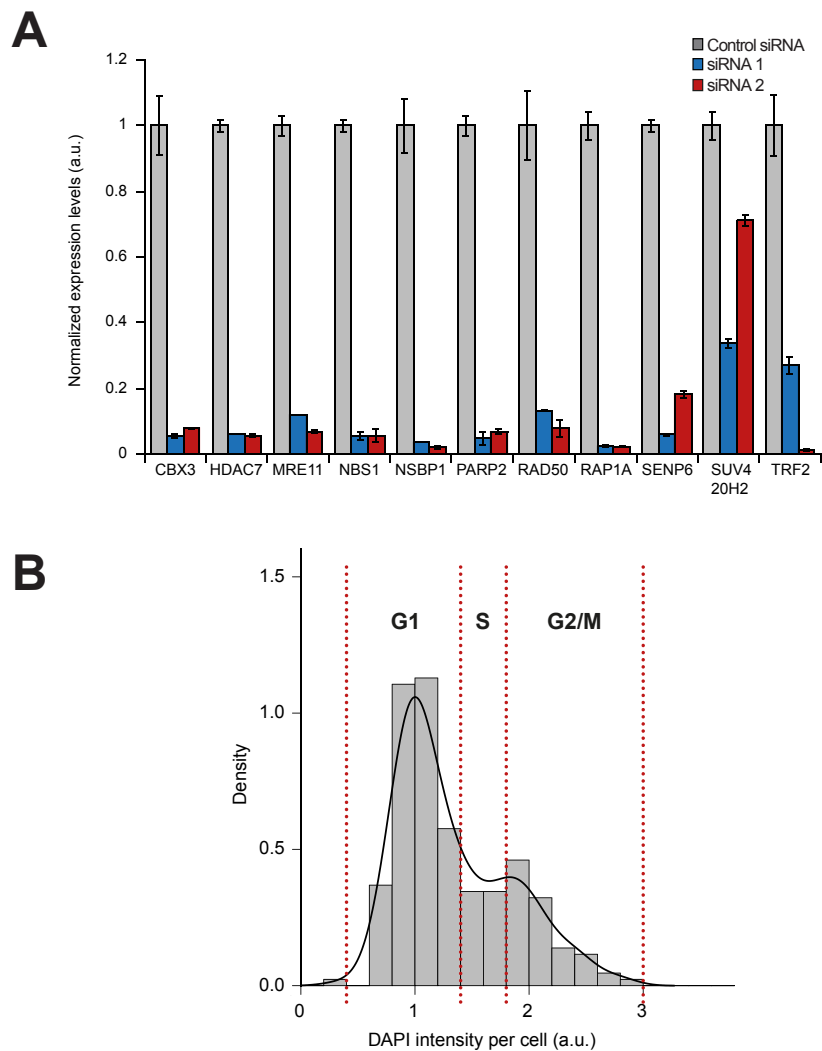 A
Control siRNA
siRNA 1
siRNA 2
Normalized expression levels (a.u.)
1.2
1
0.8
0.6
0.4
0.2
0
CBX3 HDAC7 MRE11 NBS1 NSBP1 PARP2 RAD50 RAP1A SENP6 SUV4 TRF2
20H2
B
1.5
G1 S G2/M
1.0
Density
0.5
0.0
0 1 2 3
DAPI intensity per cell (a.u.)